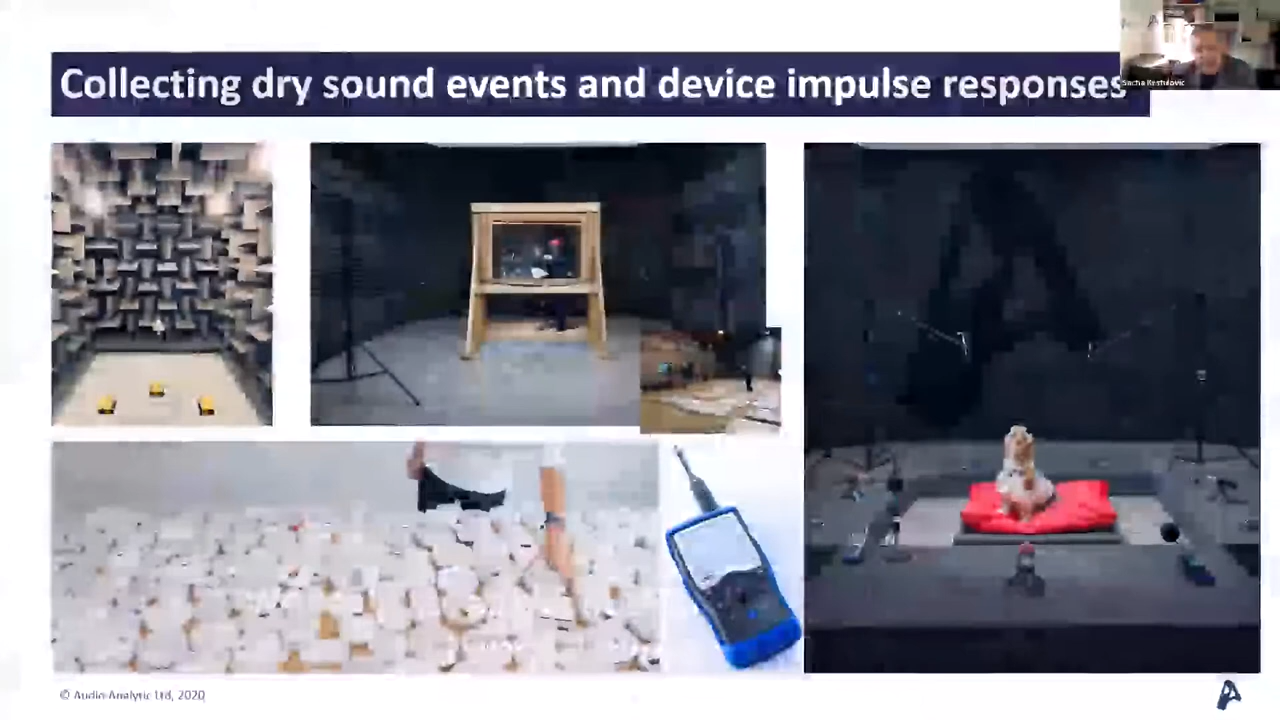 Collecting dry sound events and device impulse responses
© Audio-Analytic Ltd, 2020